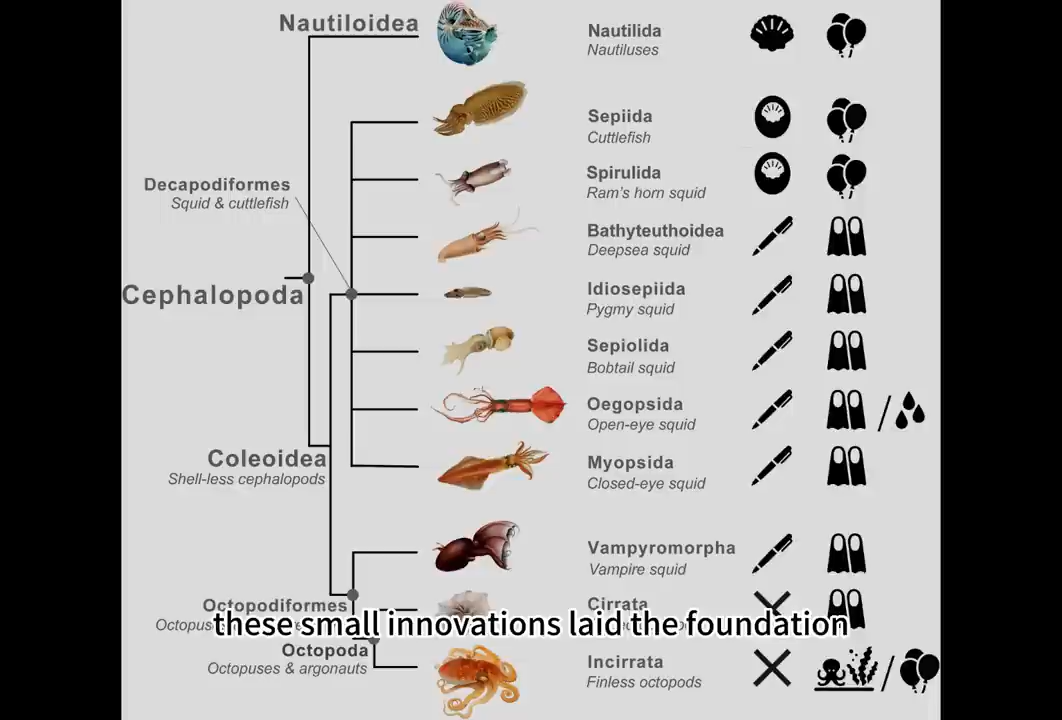 Nautiloidea
Nautilida
Nautiluses
Sepiida
Cuttlefish
Decapodiformes
Squid & cuttlefish
Spirulida
Ram's horn squid
Bathyteuthoidea
Deepsea squid
Cephalopoda
Idiosepiida
Pygmy squid
Sepiolida
Bobtail squid
Oegopsida
Open-eye squid
Coleoidea
Shell-less cephalopods
Myopsida
Closed-eye squid
Vampyromorpha
Vampire squid
Octopodiformes
Cirrata
these small innovations laid the foundation
Octopoda
Octopuses & argonauts
Incirrata
Finless octopods